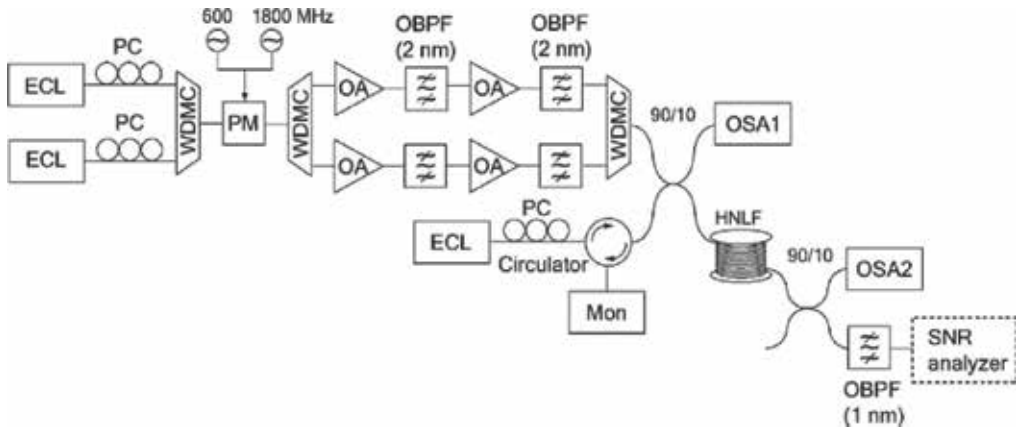 600 1800 MHz
OBPF OBPF
(2 nm) (2 nm)
PC
ECL
OA OA
WDMC
PM
WDMC
WDMC
90/10
OSA1
PC
ECL
OA OA
PC
HNLF
ECL
90/10
Circulator
OSA2
Mon
SNR
analyzer
OBPF
(1 nm)